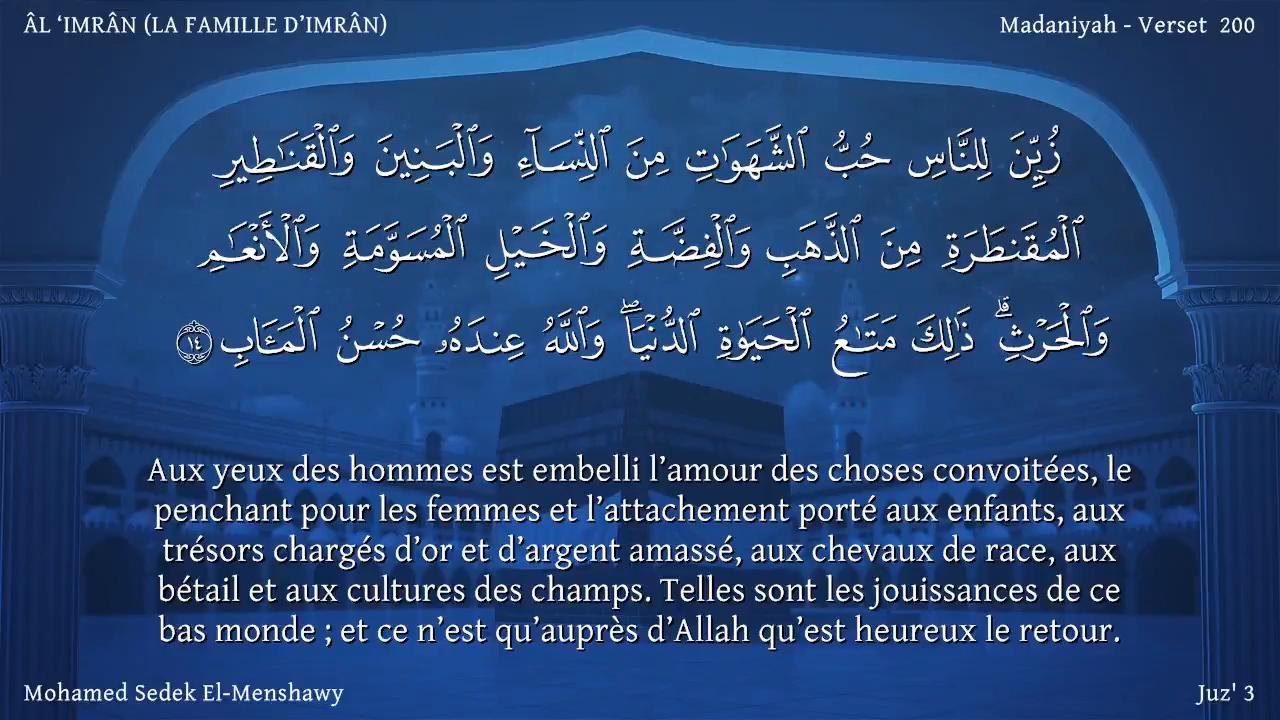 ÂL ‘IMRÂN (LA FAMILLE D’IMRÂN)
Madaniyah - Verset 200
زُيِّنَ لِلنَّاسِ حُبُّ ٱلشَّهَوَٰتِ مِنَ ٱلنِّسَآءِ وَٱلْبَنِينَ وَٱلْقَنَٰطِيرِ
ٱلْمُقَنطَرَةِ مِنَ ٱلذَّهَبِ وَٱلْفِضَّةِ وَٱلْخَيْلِ ٱلْمُسَوَّمَةِ وَٱلْأَنْعَٰمِ
وَٱلْحَرْثِ ۗ ذَٰلِكَ مَتَٰعُ ٱلْحَيَوٰةِ ٱلدُّنْيَا ۖ وَٱللَّهُ عِندَهُۥ حُسْنُ ٱلْمَـَٔابِ ١٤
Aux yeux des hommes est embelli l’amour des choses convoitées, le
penchant pour les femmes et l’attachement porté aux enfants, aux
trésors chargés d’or et d’argent amassé, aux chevaux de race, aux
bétail et aux cultures des champs. Telles sont les jouissances de ce
bas monde ; et ce n’est qu’auprès d’Allah qu’est heureux le retour.
Mohamed Sedek El-Menshawy
Juz' 3